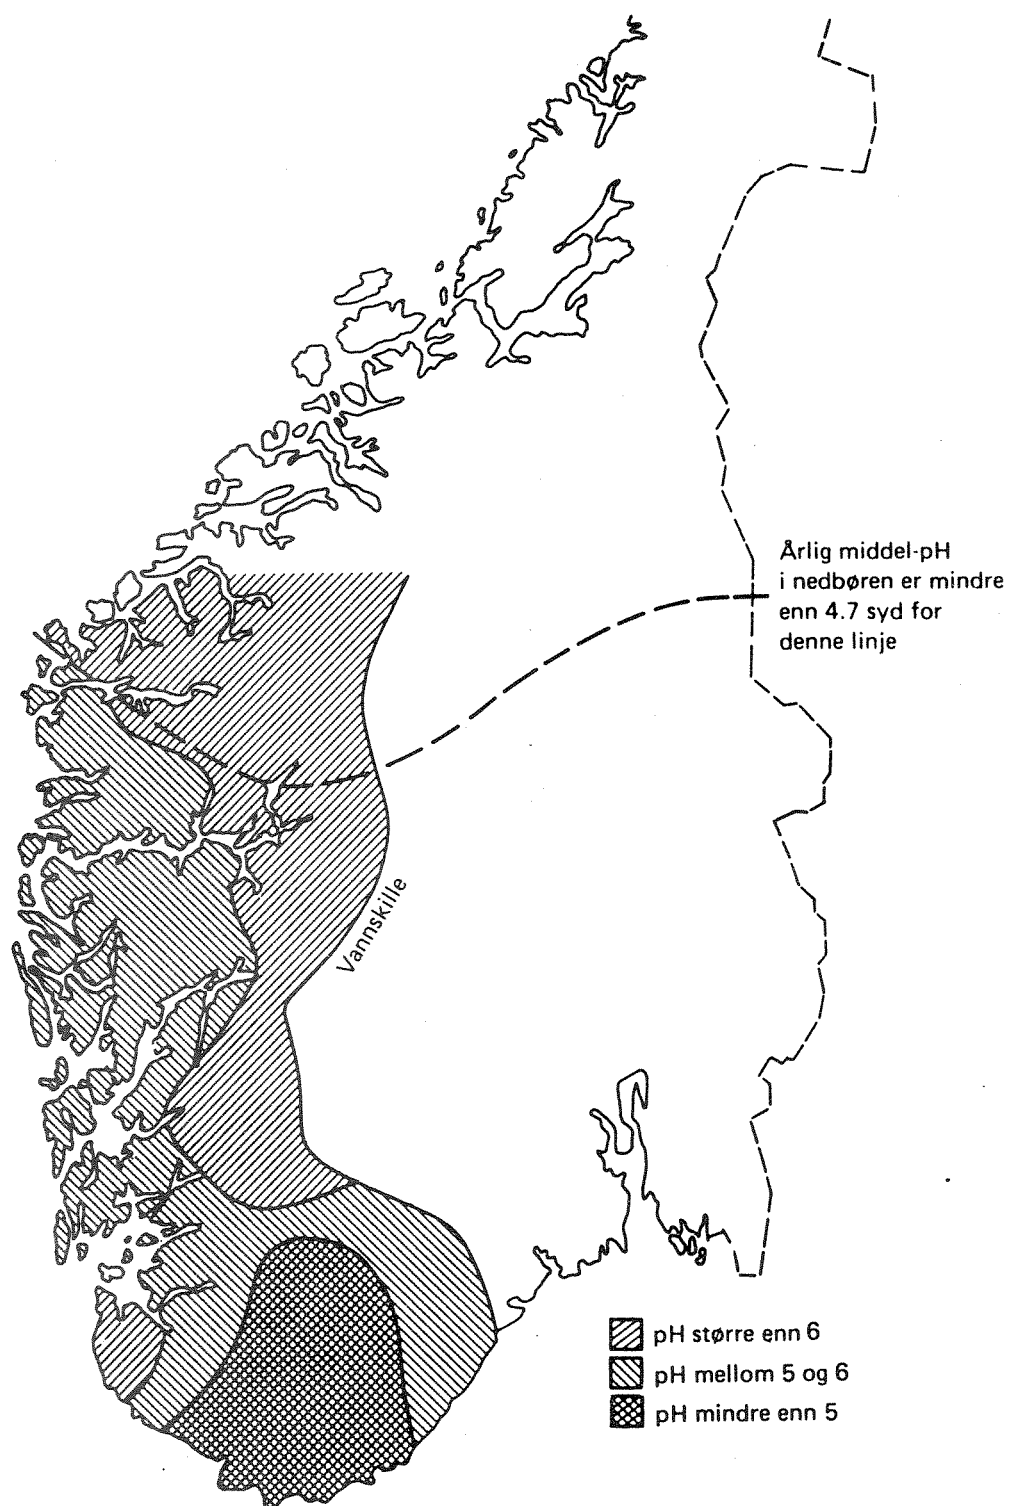 Årlig middel-pH
i nedbøren er mindre
enn 4.7 syd for
denne linje
Vannskille
pH større enn 6
pH mellom 5 og 6
pH mindre enn 5